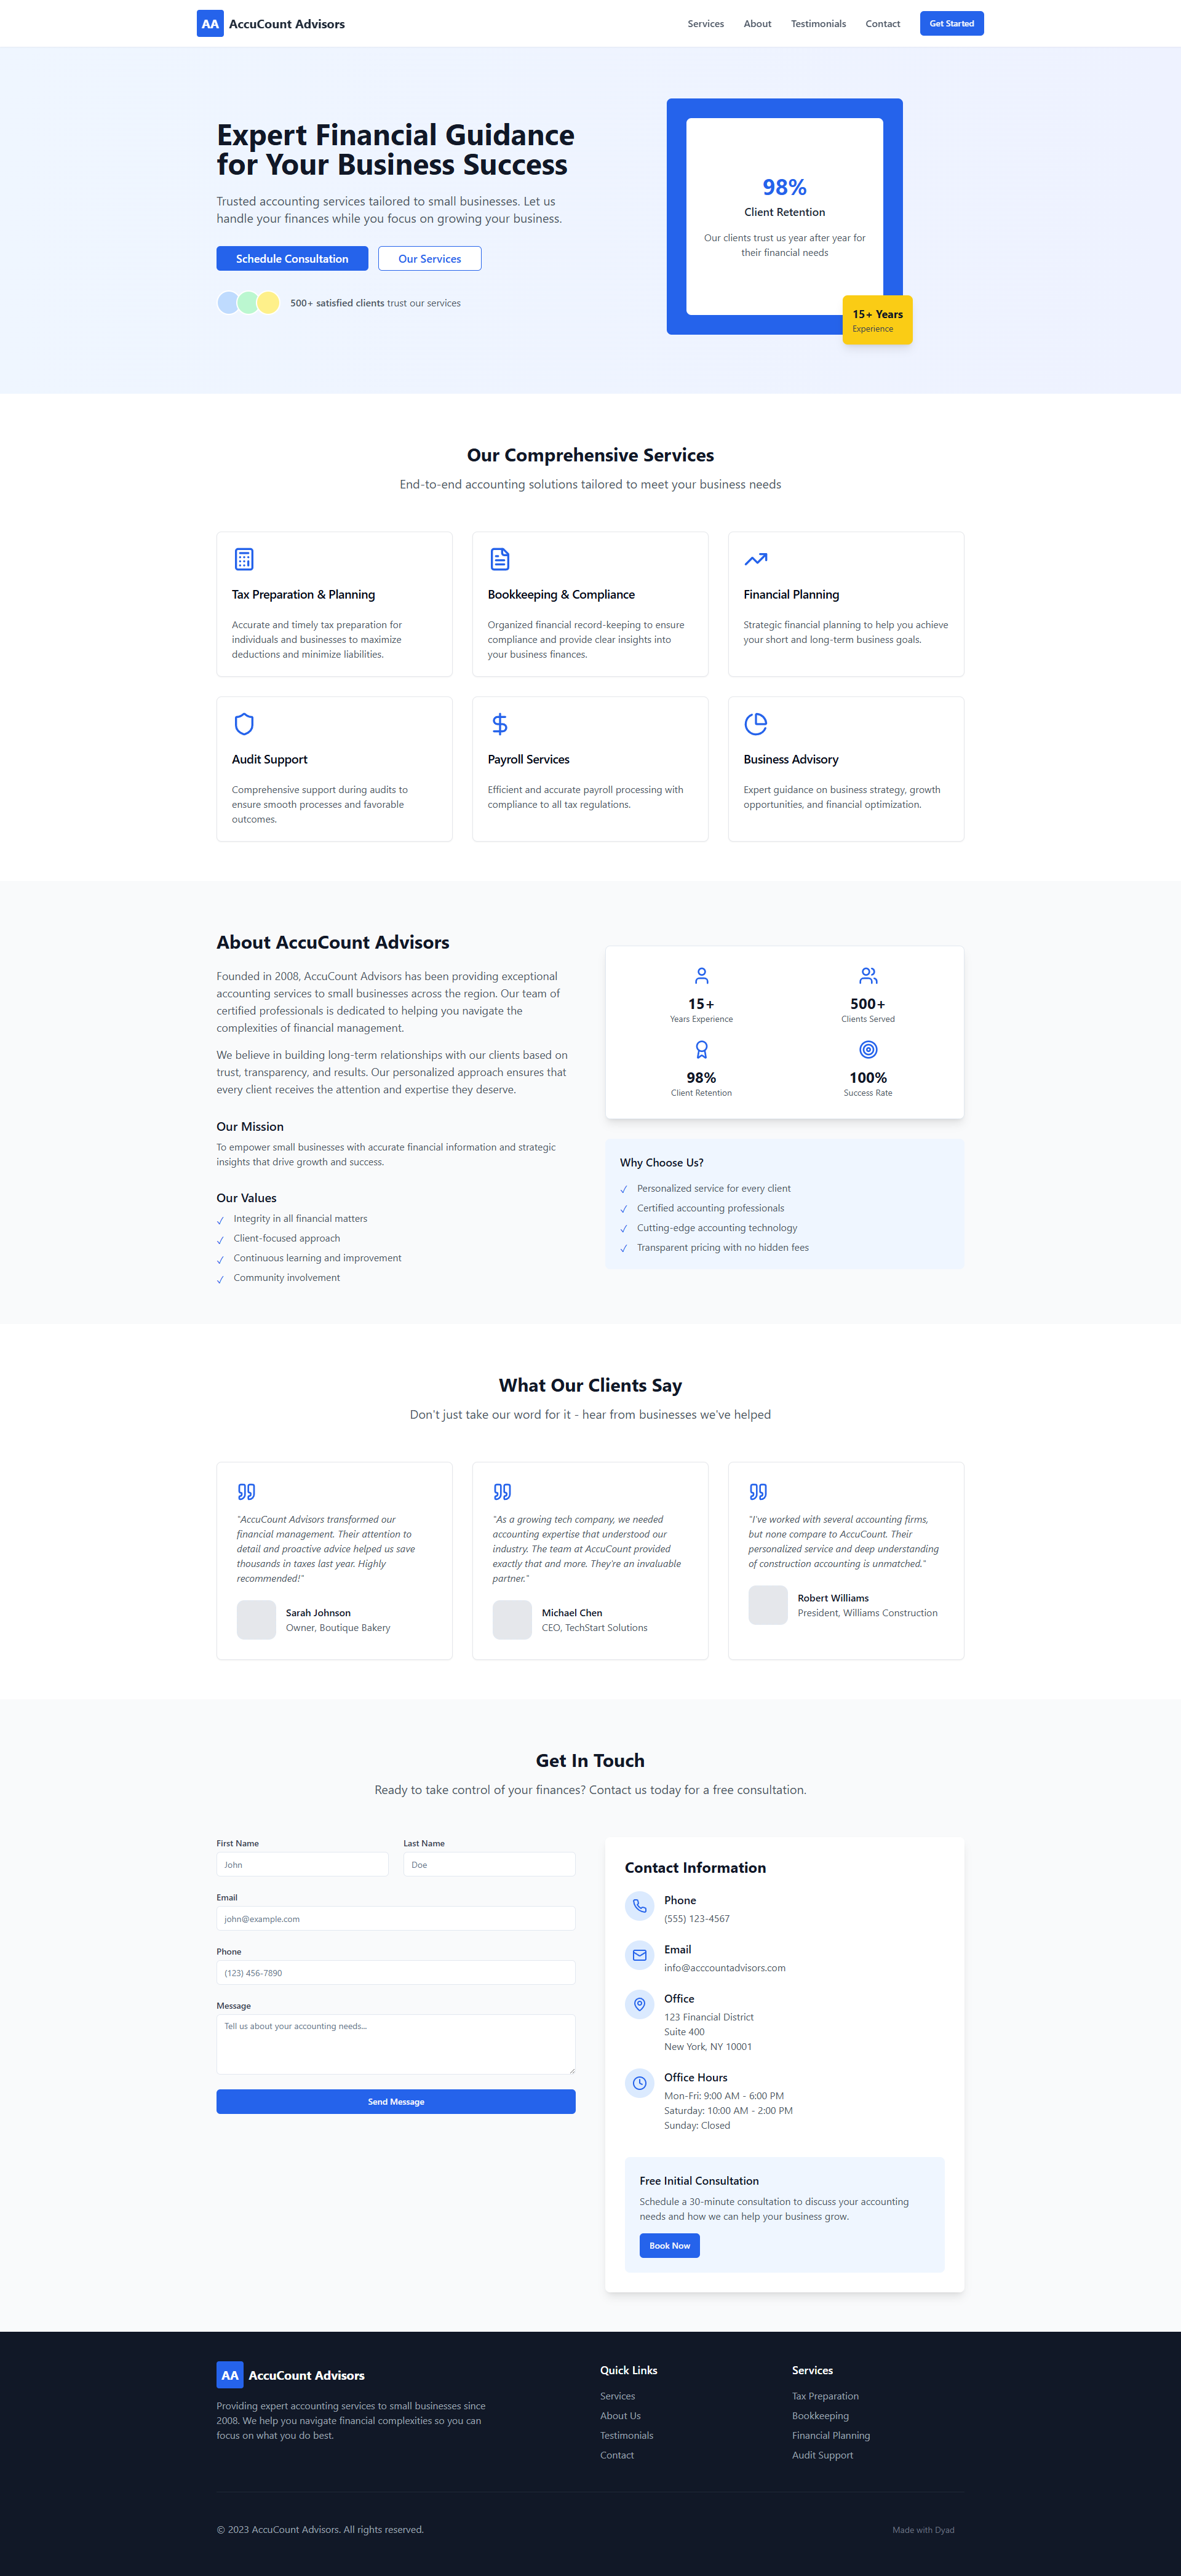 AA AccuCount Advisors
Services About Testimonials Contact Get Started
Expert Financial Guidance
for Your Business Success
Trusted accounting services tailored to small businesses. Let us
handle your finances while you focus on growing your business.
Schedule Consultation Our Services
500+ satisfied clients trust our services
98%
Client Retention
Our clients trust us year after year for
their financial needs
15+ Years
Experience
Our Comprehensive Services
End-to-end accounting solutions tailored to meet your business needs
Tax Preparation & Planning
Accurate and timely tax preparation for
individuals and businesses to maximize
deductions and minimize liabilities.
Bookkeeping & Compliance
Organized financial record-keeping to ensure
compliance and provide clear insights into
your business finances.
Financial Planning
Strategic financial planning to help you achieve
your short and long-term business goals.
Audit Support
Comprehensive support during audits to
ensure smooth processes and favorable
outcomes.
Payroll Services
Efficient and accurate payroll processing with
compliance to all tax regulations.
Business Advisory
Expert guidance on business strategy, growth
opportunities, and financial optimization.
About AccuCount Advisors
Founded in 2008, AccuCount Advisors has been providing exceptional
accounting services to small businesses across the region. Our team of
certified professionals is dedicated to helping you navigate the
complexities of financial management.
We believe in building long-term relationships with our clients based on
trust, transparency, and results. Our personalized approach ensures that
every client receives the attention and expertise they deserve.
Our Mission
To empower small businesses with accurate financial information and strategic
insights that drive growth and success.
Our Values
✓ Integrity in all financial matters
✓ Client-focused approach
✓ Continuous learning and improvement
✓ Community involvement
15+
Years Experience
500+
Clients Served
98%
Client Retention
100%
Success Rate
Why Choose Us?
✓ Personalized service for every client
✓ Certified accounting professionals
✓ Cutting-edge accounting technology
✓ Transparent pricing with no hidden fees
What Our Clients Say
Don't just take our word for it - hear from businesses we've helped
"AccuCount Advisors transformed our
financial management. Their attention to
detail and proactive advice helped us save
thousands in taxes last year. Highly
recommended!"
Sarah Johnson
Owner, Boutique Bakery
"As a growing tech company, we needed
accounting expertise that understood our
industry. The team at AccuCount provided
exactly that and more. They're an invaluable
partner."
Michael Chen
CEO, TechStart Solutions
"I've worked with several accounting firms,
but none compare to AccuCount. Their
personalized service and deep understanding
of construction accounting is unmatched."
Robert Williams
President, Williams Construction
Get In Touch
Ready to take control of your finances? Contact us today for a free consultation.
First Name
John
Last Name
Doe
Email
john@example.com
Phone
(123) 456-7890
Message
Tell us about your accounting needs...
Send Message
Contact Information
Phone
(555) 123-4567
Email
info@acccountadvisors.com
Office
123 Financial District
Suite 400
New York, NY 10001
Office Hours
Mon-Fri: 9:00 AM - 6:00 PM
Saturday: 10:00 AM - 2:00 PM
Sunday: Closed
Free Initial Consultation
Schedule a 30-minute consultation to discuss your accounting
needs and how we can help your business grow.
Book Now
AA AccuCount Advisors
Providing expert accounting services to small businesses since
2008. We help you navigate financial complexities so you can
focus on what you do best.
Quick Links
Services
About Us
Testimonials
Contact
Services
Tax Preparation
Bookkeeping
Financial Planning
Audit Support
© 2023 AccuCount Advisors. All rights reserved.
Made with Dyad